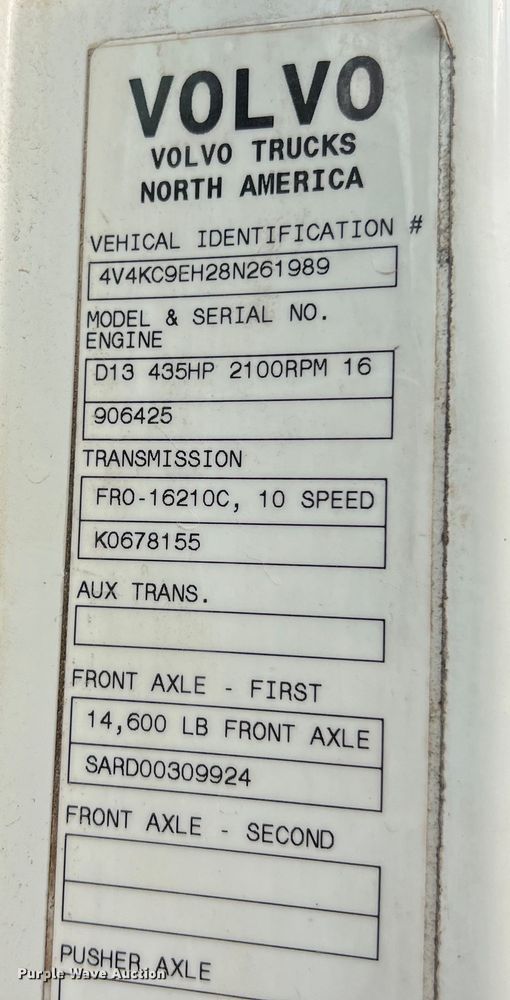 VOLVO
VOLVO TRUCKS
NORTH AMERICA
VEHICAL IDENTIFICATION #
4V4KC9EH28N261989
MODEL & SERIAL NO.
ENGINE
D13 435HP 2100RPM 16
906425
TRANSMISSION
FRO-16210C, 10 SPEED
K0678155
AUX TRANS.
FRONT AXLE - FIRST
14,600 LB FRONT AXLE
SARD00309924
FRONT AXLE - SECOND
PUSHER AXLE
Purple Wave Auction